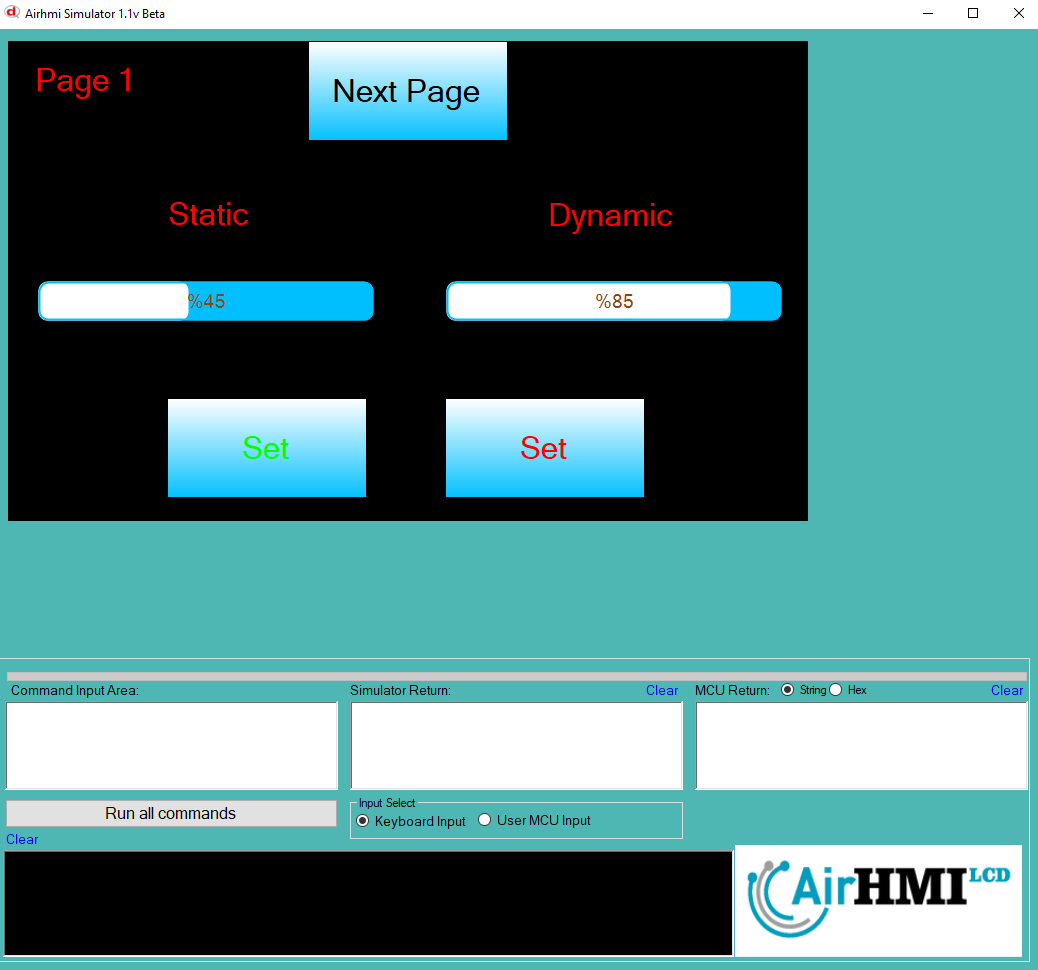 Airhmi Simulator 1.1v Beta
Page 1
Next Page
Static
Dynamic
%45
%85
Set
Set
Command Input Area:
Simulator Return:
Clear
MCU Return:
String
Hex
Clear
Run all commands
Input Select
Keyboard Input
User MCU Input
Clear
AirHMI LCD